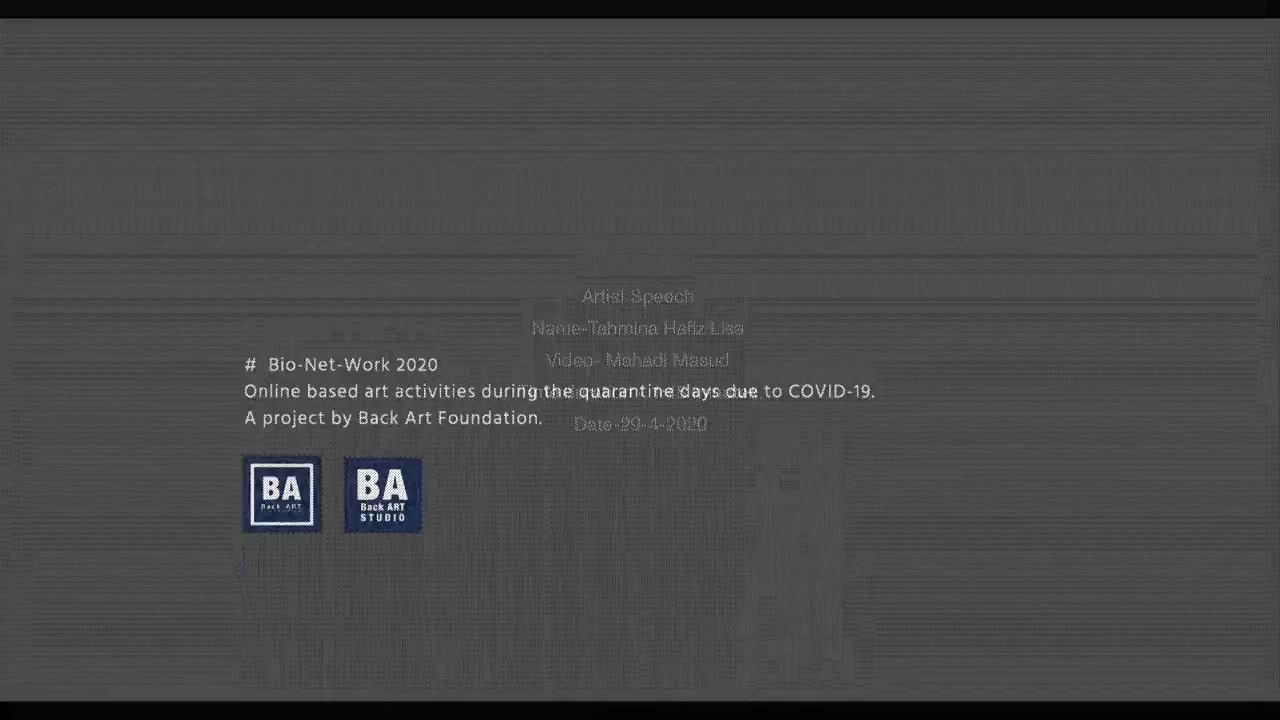 Artist Speech
Name-Tahmina Hafiz Lisa
Video- Mahadi Masud
# Bio-Net-Work 2020
Online based art activities during the quarantine days due to COVID-19.
A project by Back Art Foundation.
Date-29-4-2020
BA
Back ART
BA
Back ART
STUDIO